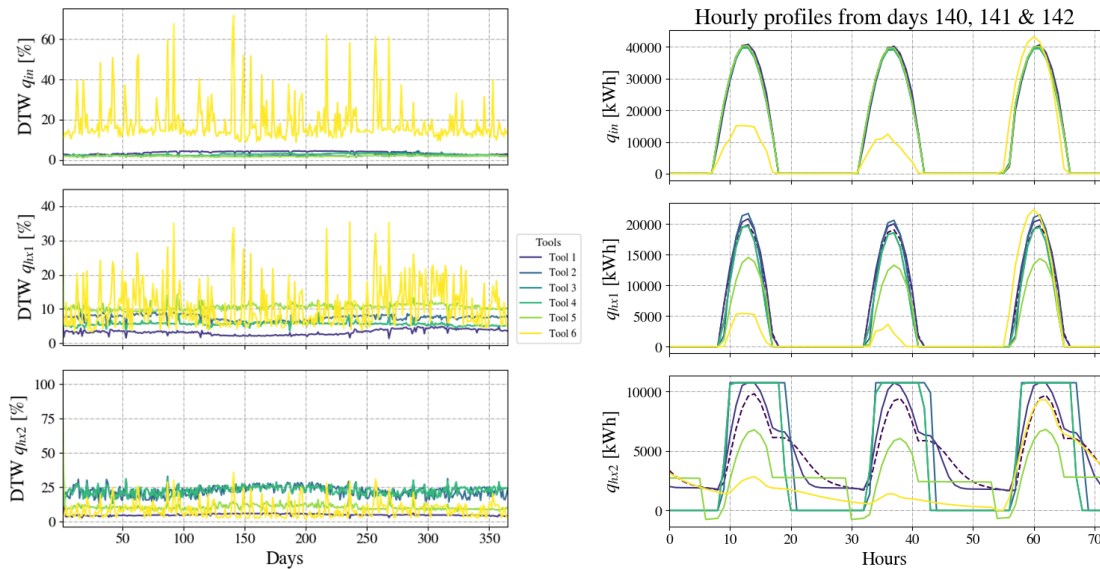 DTW q_in [%]
60
40
20
0
DTW q_hx1 [%]
40
30
20
10
0
DTW q_hx2 [%]
100
75
50
25
0
50
100
150
200
250
300
350
Days
Tools
Tool 1
Tool 2
Tool 3
Tool 4
Tool 5
Tool 6
Hourly profiles from days 140, 141 & 142
q_in [kWh]
40000
30000
20000
10000
0
q_hx1 [kWh]
20000
15000
10000
5000
0
q_hx2 [kWh]
10000
5000
0
0
10
20
30
40
50
60
70
Hours